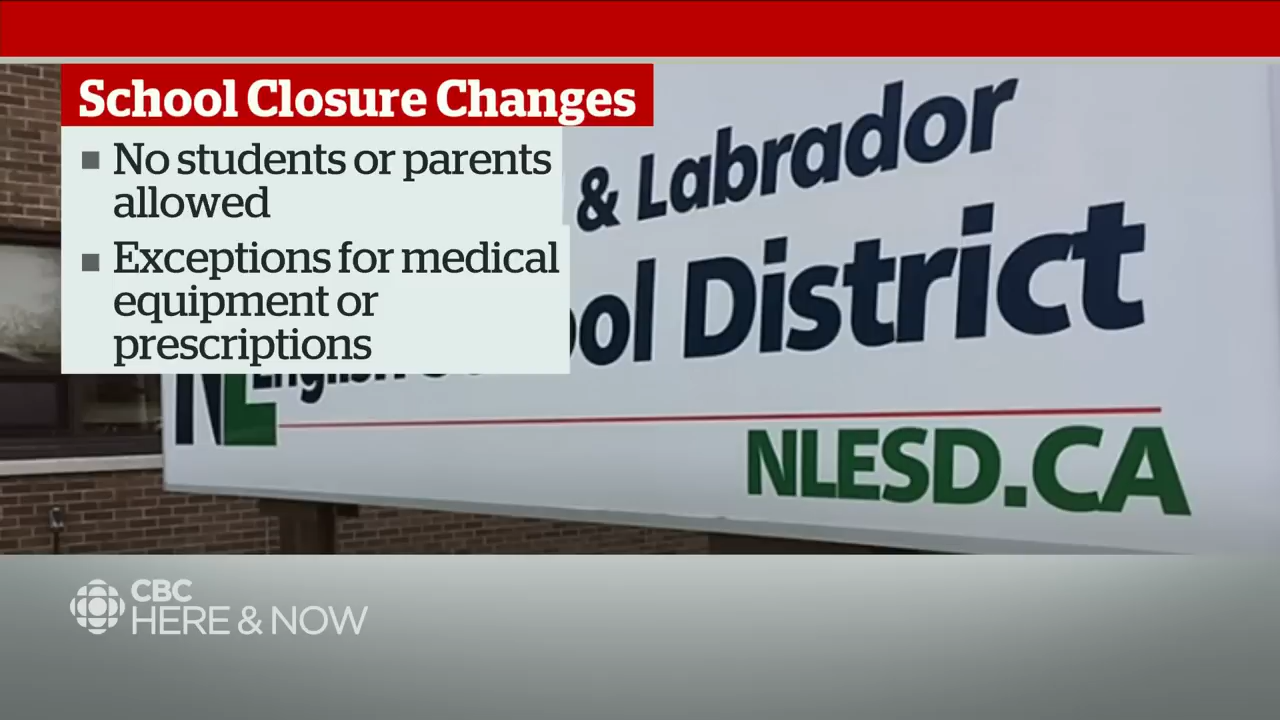 School Closure Changes
No students or parents
allowed
Exceptions for medical
equipment or
prescriptions
& Labrador
District
NL
NLESD.CA
CBC
HERE & NOW